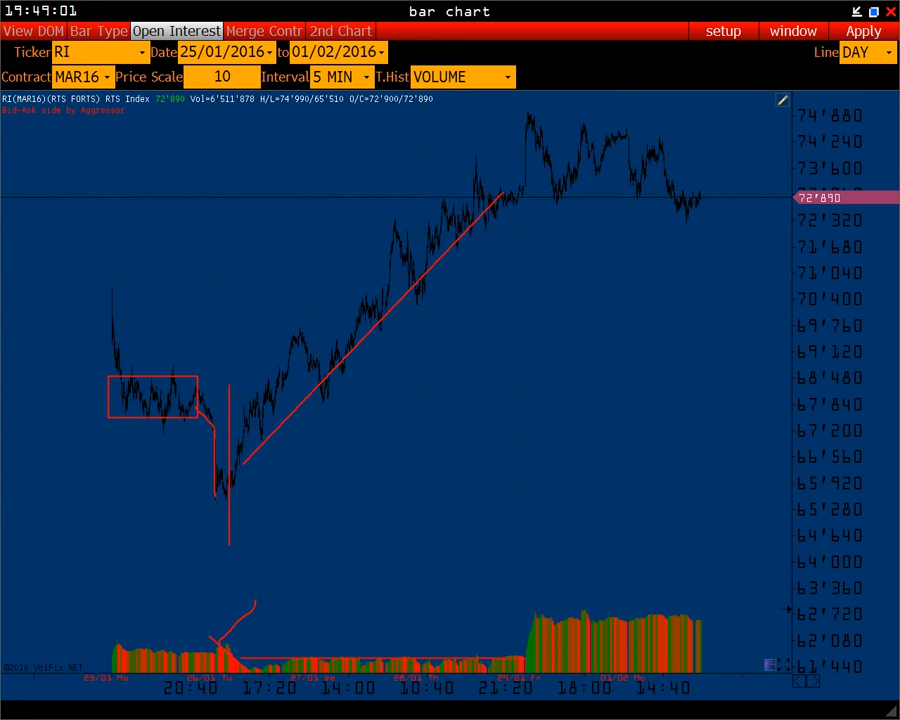 19:49:01 bar chart
View DOM Bar Type Open Interest Merge Contr 2nd Chart setup window Apply
Ticker RI Date 25/01/2016 to 01/02/2016 Line DAY
Contract MAR16 Price Scale 10 Interval 5 MIN T.Hist VOLUME
RI(MAR16)(RTS FORTS) RTS Index 72'890 Vol=6'511'878 H/L=74'990/65'510 O/C=72'900/72'890
Bid-Ask side by Aggressor
74'880
74'240
73'600
72'890
72'320
71'680
71'040
70'400
69'760
69'120
68'480
67'840
67'200
66'560
65'920
65'280
64'640
64'000
63'360
62'720
62'080
61'440
©2016 VolFix.NET
25/01 Mo 26/01 Tu 27/01 We 28/01 Th 29/01 Fr 01/02 Mo
20:40 17:20 14:00 10:40 21:20 18:00 14:40